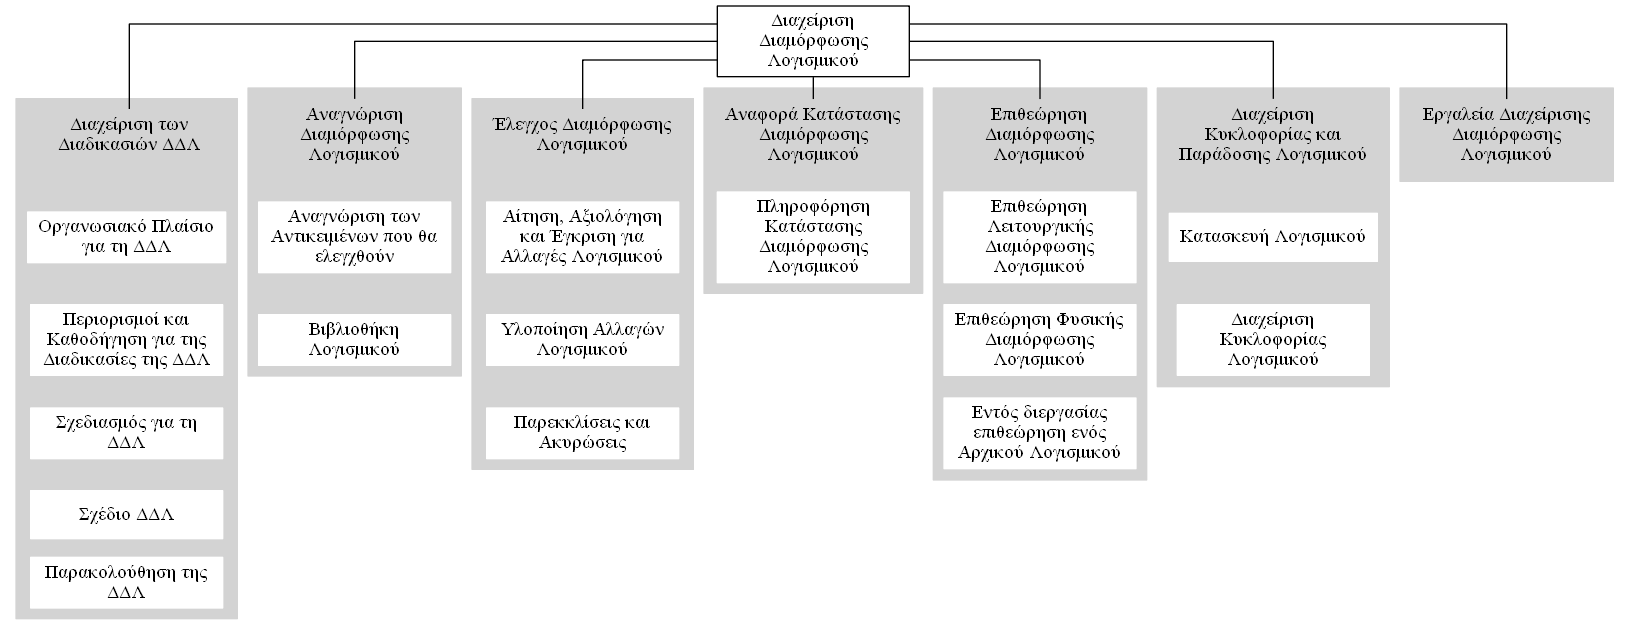 Διαχείριση
Διαμόρφωσης
Λογισμικού
Διαχείριση των
Διαδικασιών ΔΔΛ
Οργανωσιακό Πλαίσιο
για τη ΔΔΛ
Περιορισμοί και
Καθοδήγηση για της
Διαδικασίες της ΔΔΛ
Σχεδιασμός για τη
ΔΔΛ
Σχέδιο ΔΔΛ
Παρακολούθηση της
ΔΔΛ
Αναγνώριση
Διαμόρφωσης
Λογισμικού
Αναγνώριση των
Αντικειμένων που θα
ελεγχθούν
Βιβλιοθήκη
Λογισμικού
Έλεγχος Διαμόρφωσης
Λογισμικού
Αίτηση, Αξιολόγηση
και Έγκριση για
Αλλαγές Λογισμικού
Υλοποίηση Αλλαγών
Λογισμικού
Παρεκκλίσεις και
Ακυρώσεις
Αναφορά Κατάστασης
Διαμόρφωσης
Λογισμικού
Πληροφόρηση
Κατάστασης
Διαμόρφωσης
Λογισμικού
Επιθεώρηση
Διαμόρφωσης
Λογισμικού
Επιθεώρηση
Λειτουργικής
Διαμόρφωσης
Λογισμικού
Επιθεώρηση Φυσικής
Διαμόρφωσης
Λογισμικού
Εντός διεργασίας
επιθεώρηση ενός
Αρχικού Λογισμικού
Διαχείριση
Κυκλοφορίας και
Παράδοσης Λογισμικού
Κατασκευή Λογισμικού
Διαχείριση
Κυκλοφορίας
Λογισμικού
Εργαλεία Διαχείρισης
Διαμόρφωσης
Λογισμικού